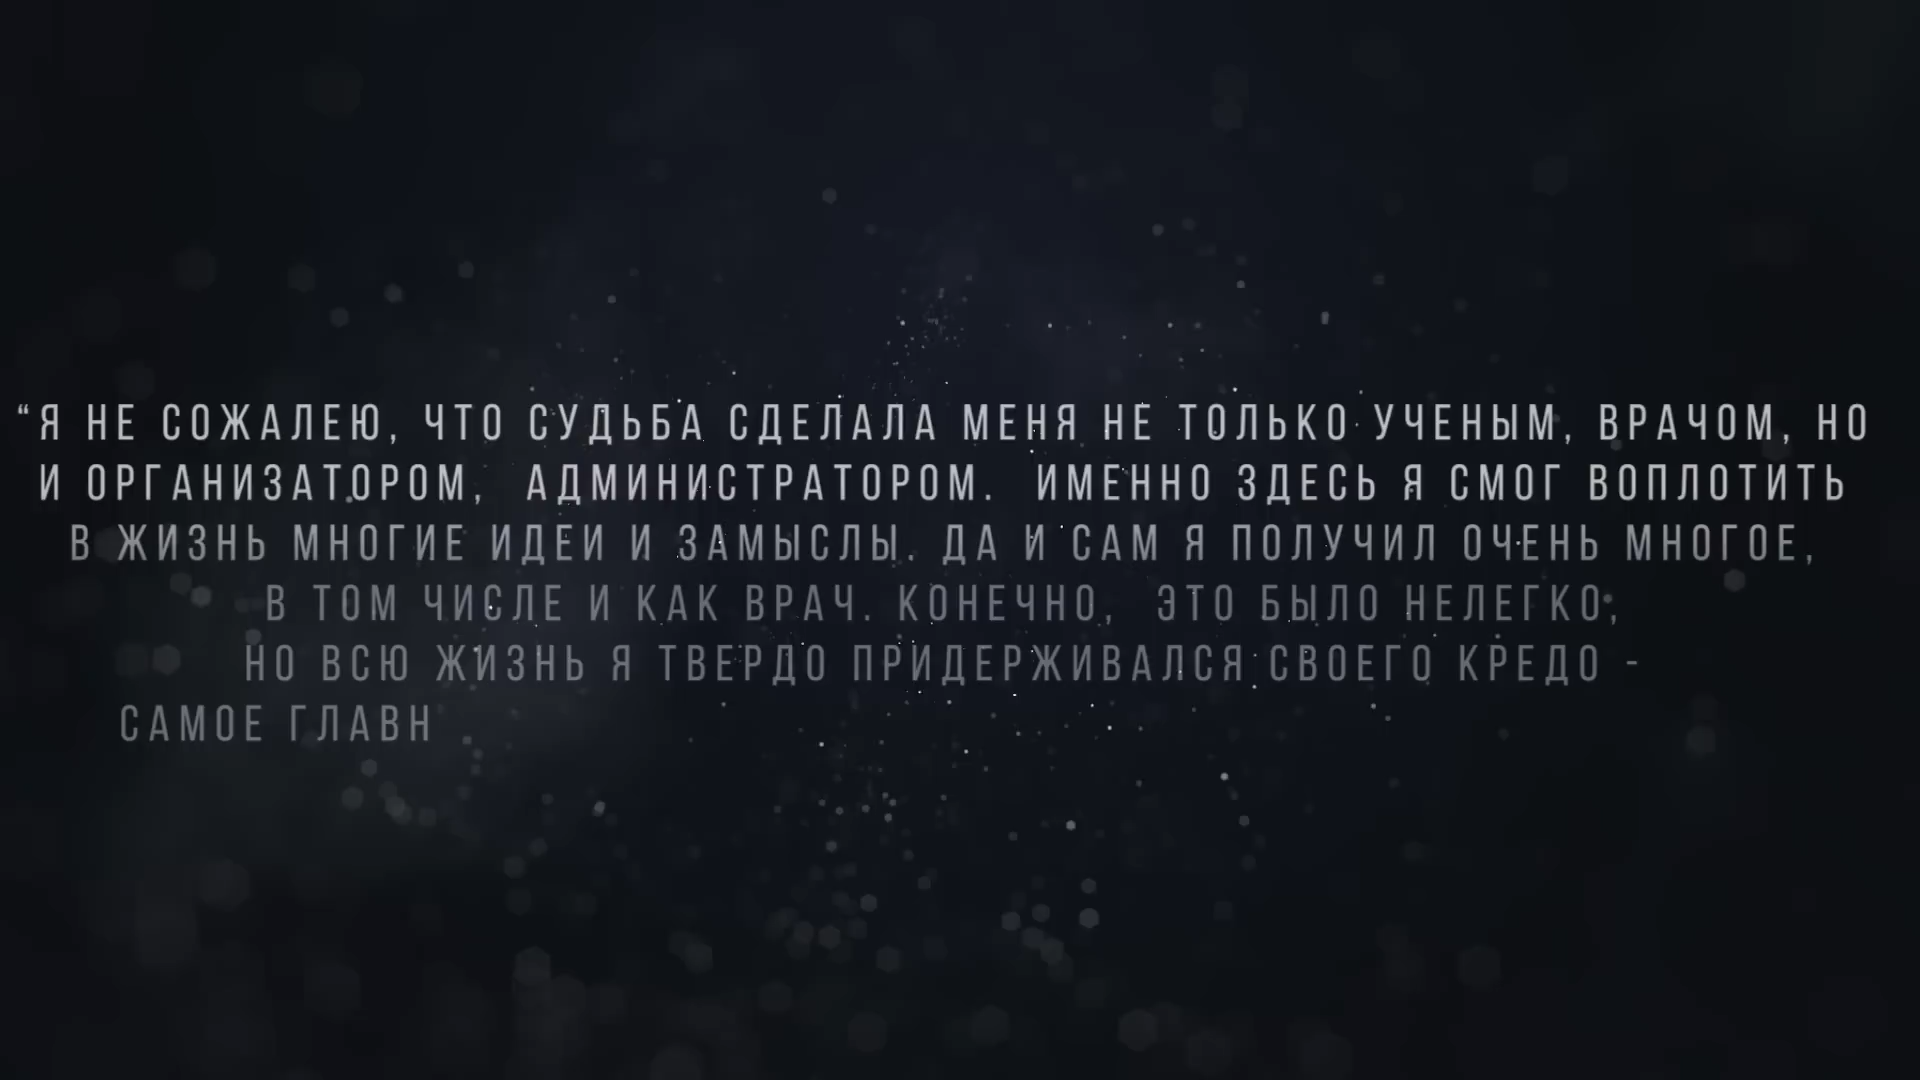 “Я НЕ СОЖАЛЕЮ, ЧТО СУДЬБА СДЕЛАЛА МЕНЯ НЕ ТОЛЬКО УЧЕНЫМ, ВРАЧОМ, НО
И ОРГАНИЗАТОРОМ, АДМИНИСТРАТОРОМ. ИМЕННО ЗДЕСЬ Я СМОГ ВОПЛОТИТЬ
В ЖИЗНЬ МНОГИЕ ИДЕИ И ЗАМЫСЛЫ. ДА И САМ Я ПОЛУЧИЛ ОЧЕНЬ МНОГОЕ,
В ТОМ ЧИСЛЕ И КАК ВРАЧ. КОНЕЧНО, ЭТО БЫЛО НЕЛЕГКО,
НО ВСЮ ЖИЗНЬ Я ТВЕРДО ПРИДЕРЖИВАЛСЯ СВОЕГО КРЕДО -
САМОЕ ГЛАВН